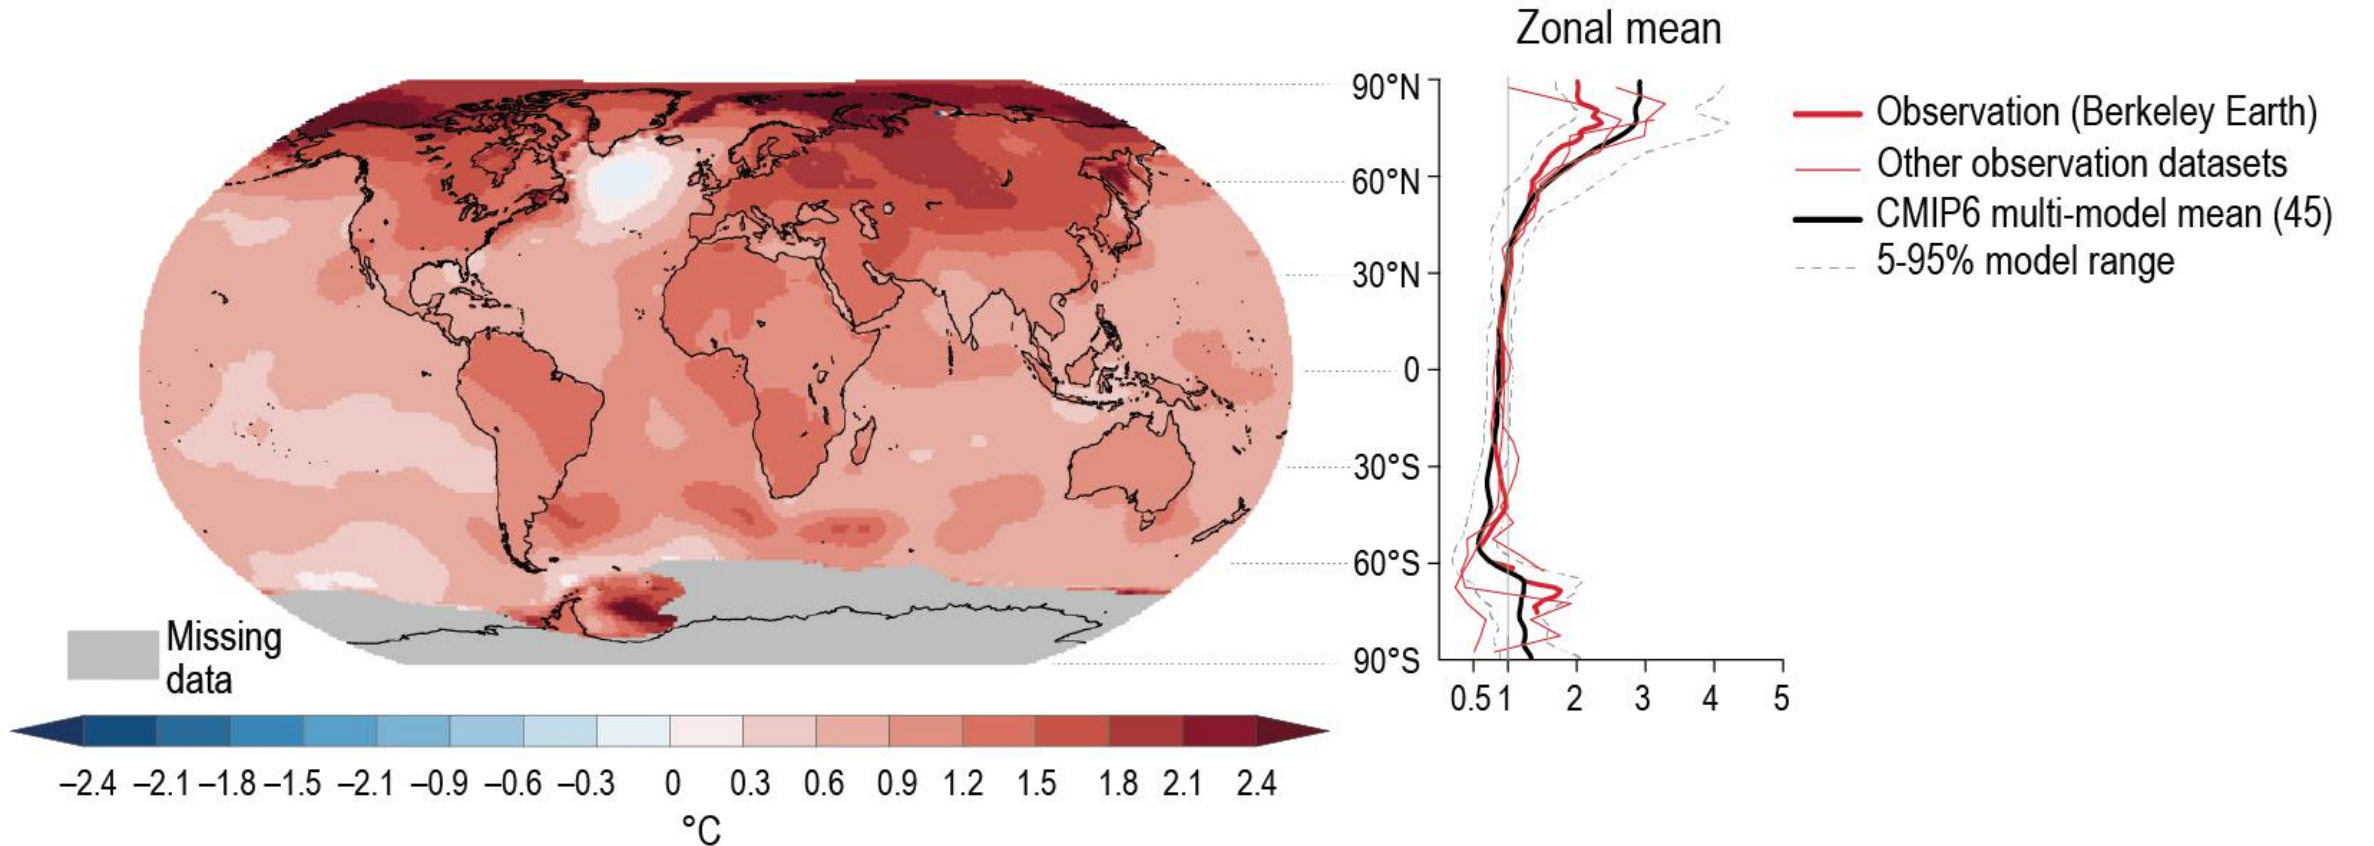 Zonal mean
90°N
60°N
30°N
0
30°S
60°S
90°S
0.5 1 2 3 4 5
Observation (Berkeley Earth)
Other observation datasets
CMIP6 multi-model mean (45)
5-95% model range
Missing
data
–2.4 –2.1 –1.8 –1.5 –2.1 –0.9 –0.6 –0.3 0 0.3 0.6 0.9 1.2 1.5 1.8 2.1 2.4
°C